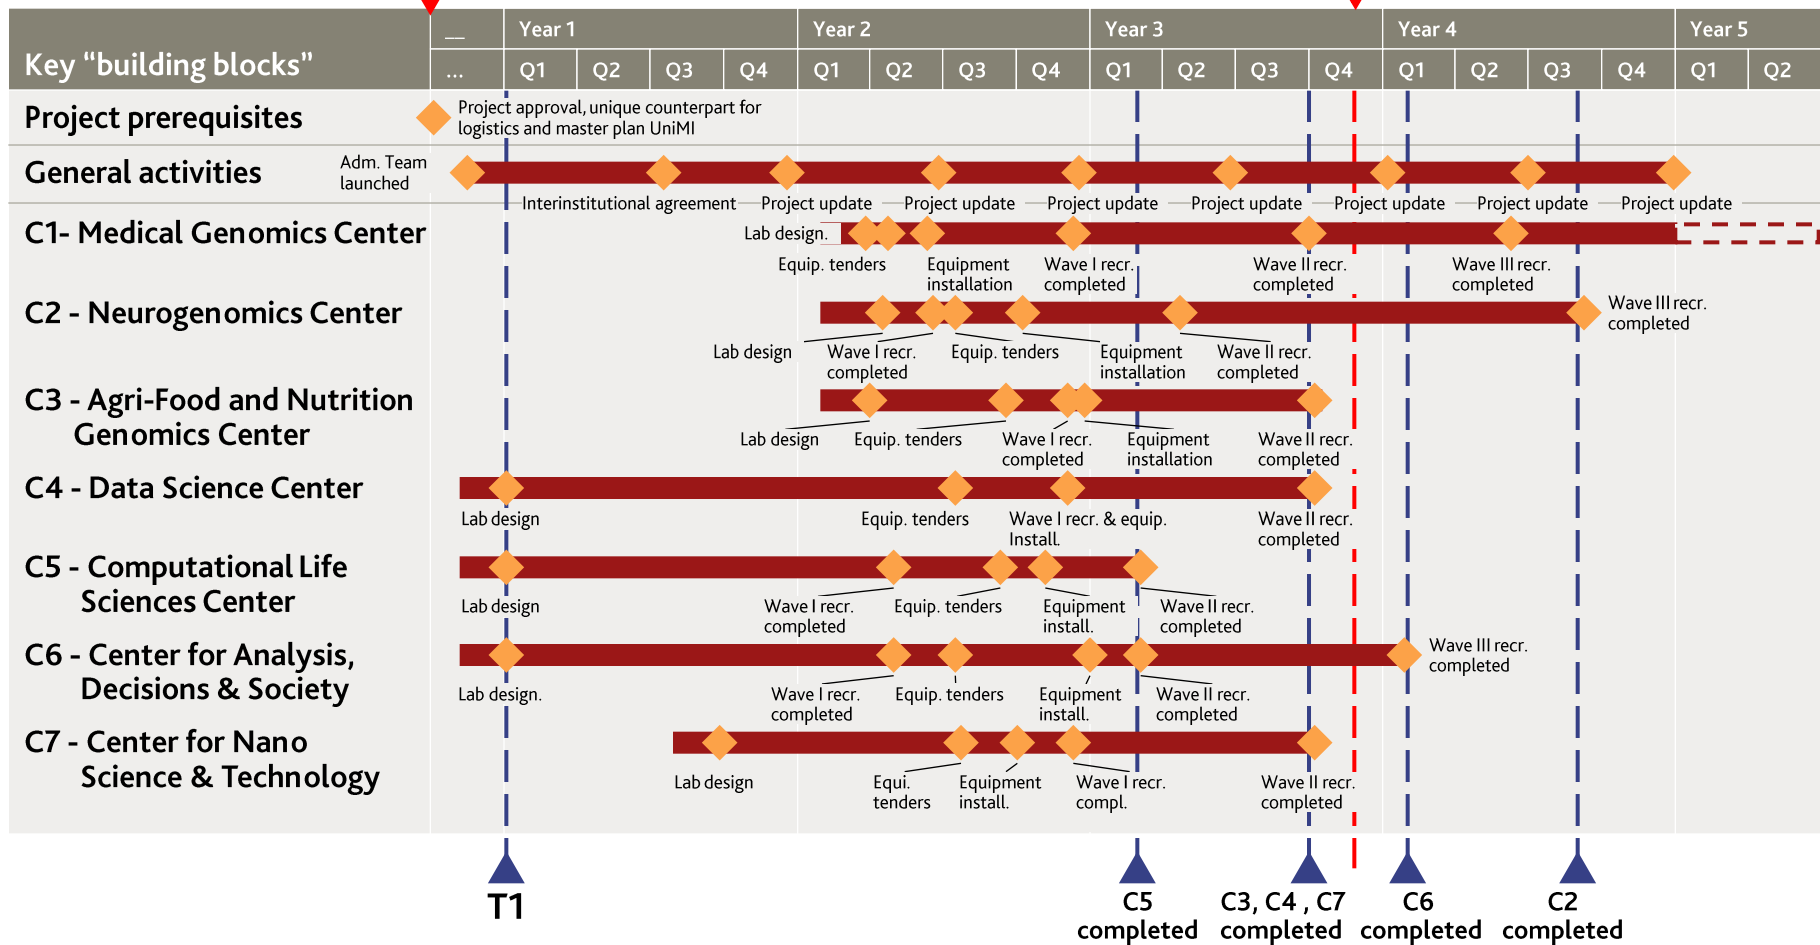 Key “building blocks”
__ Year 1 Year 2 Year 3 Year 4 Year 5
... Q1 Q2 Q3 Q4 Q1 Q2 Q3 Q4 Q1 Q2 Q3 Q4 Q1 Q2 Q3 Q4 Q1 Q2
Project prerequisites
Project approval, unique counterpart for
logistics and master plan UniMI
General activities
Adm. Team
launched
Interinstitutional agreement Project update Project update Project update Project update Project update Project update Project update
C1- Medical Genomics Center
Lab design.
Equip. tenders
Equipment
installation
Wave I recr.
completed
Wave II recr.
completed
Wave III recr.
completed
C2 - Neurogenomics Center
Lab design
Wave I recr.
completed
Equip. tenders
Equipment
installation
Wave II recr.
completed
Wave III recr.
completed
C3 - Agri-Food and Nutrition
Genomics Center
Lab design
Equip. tenders
Wave I recr.
completed
Equipment
installation
Wave II recr.
completed
C4 - Data Science Center
Lab design
Equip. tenders
Wave I recr. & equip.
Install.
Wave II recr.
completed
C5 - Computational Life
Sciences Center
Lab design
Wave I recr.
completed
Equip. tenders
Equipment
install.
Wave II recr.
completed
C6 - Center for Analysis,
Decisions & Society
Lab design.
Wave I recr.
completed
Equip. tenders
Equipment
install.
Wave II recr.
completed
Wave III recr.
completed
C7 - Center for Nano
Science & Technology
Lab design
Equi.
tenders
Equipment
install.
Wave I recr.
compl.
Wave II recr.
completed
T1
C5
completed
C3, C4 , C7
completed
C6
completed
C2
completed